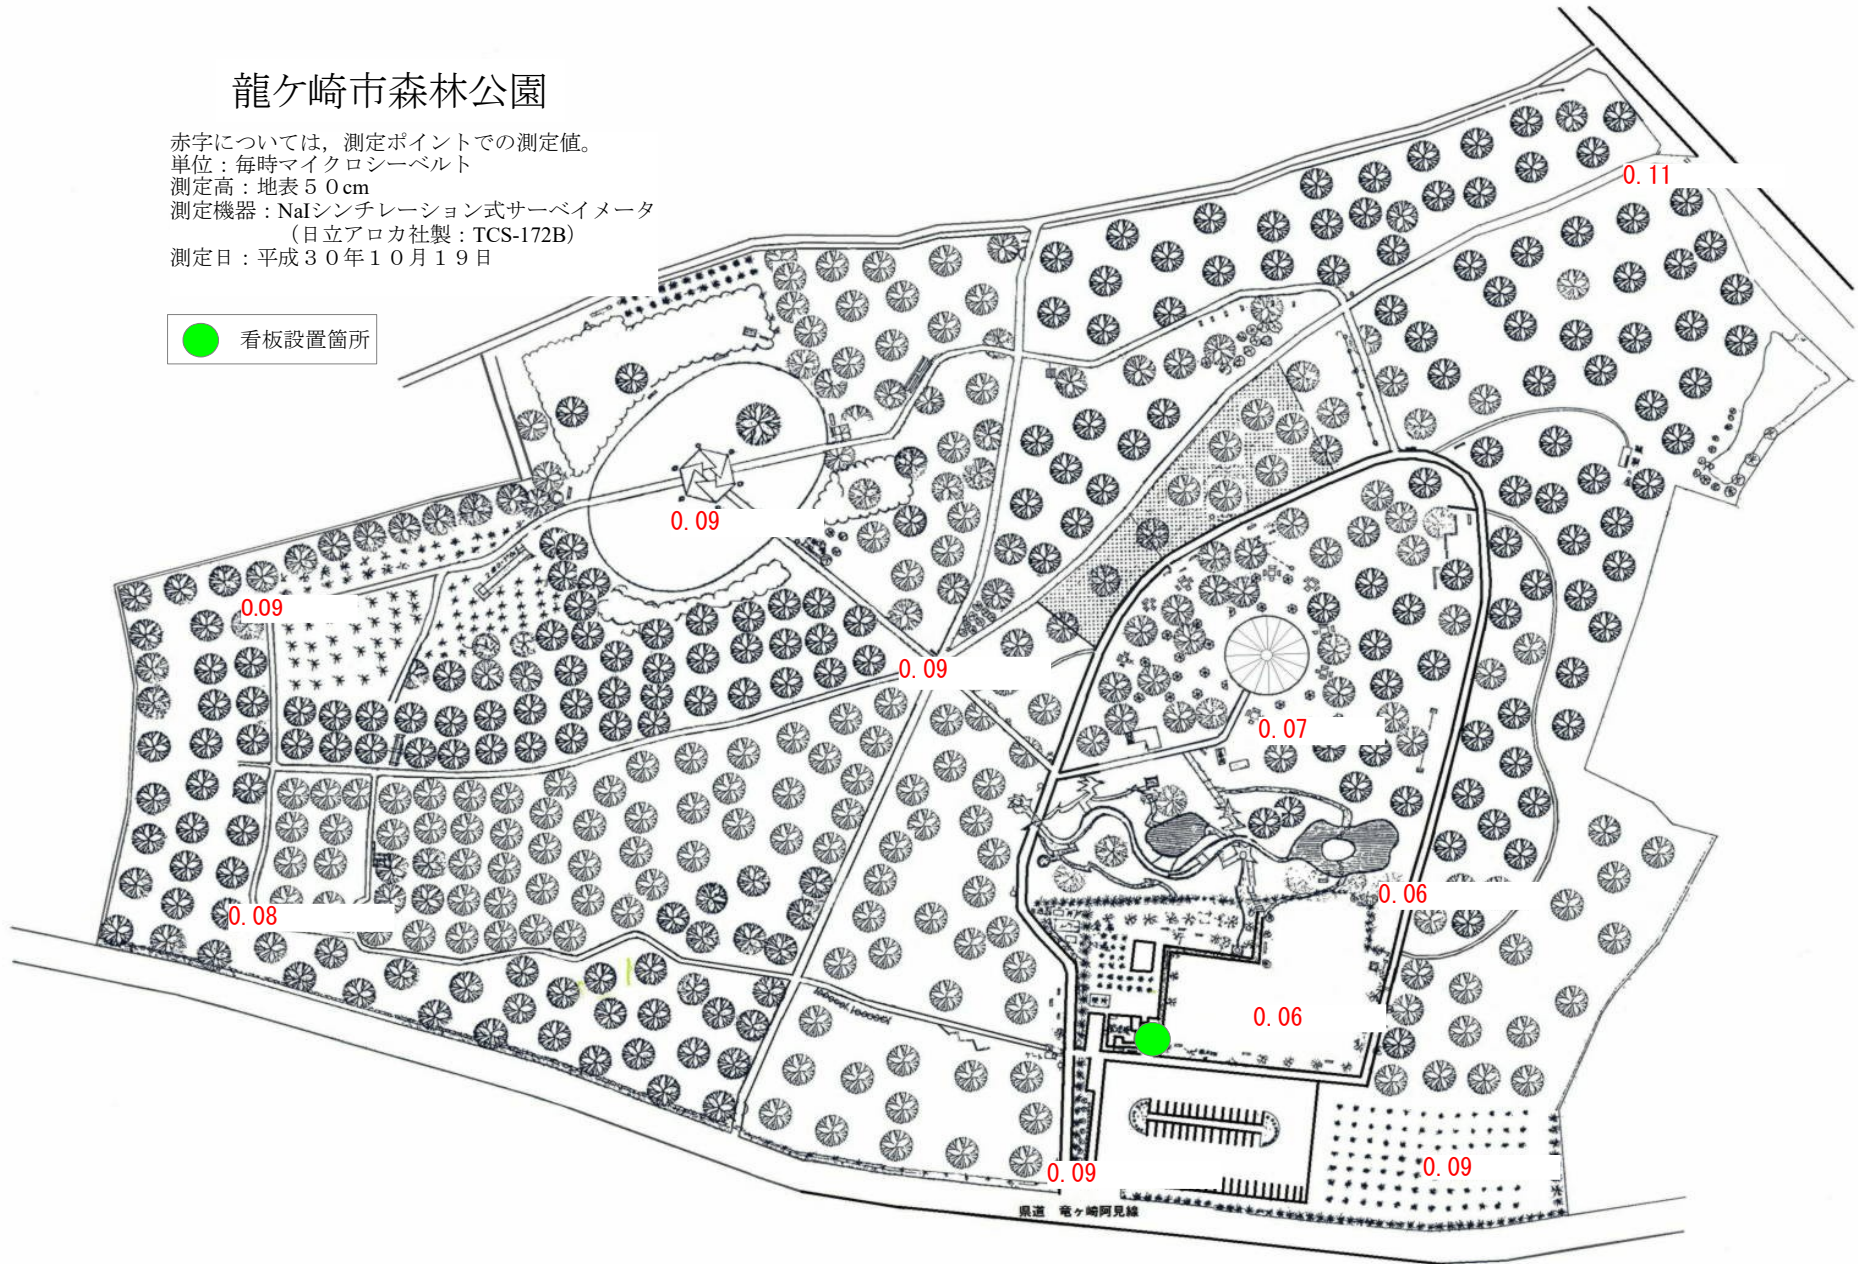 龍ケ崎市森林公園
赤字については，測定ポイントでの測定値。
単位：毎時マイクロシーベルト
測定高：地表５０cm
測定機器：NaIシンチレーション式サーベイメータ
（日立アロカ社製：TCS-172B）
測定日：平成３０年１０月１９日
看板設置箇所
0.11
0.09
0.09
0.09
0.07
0.06
0.08
0.06
0.09
0.09
県道 竜ヶ崎阿見線